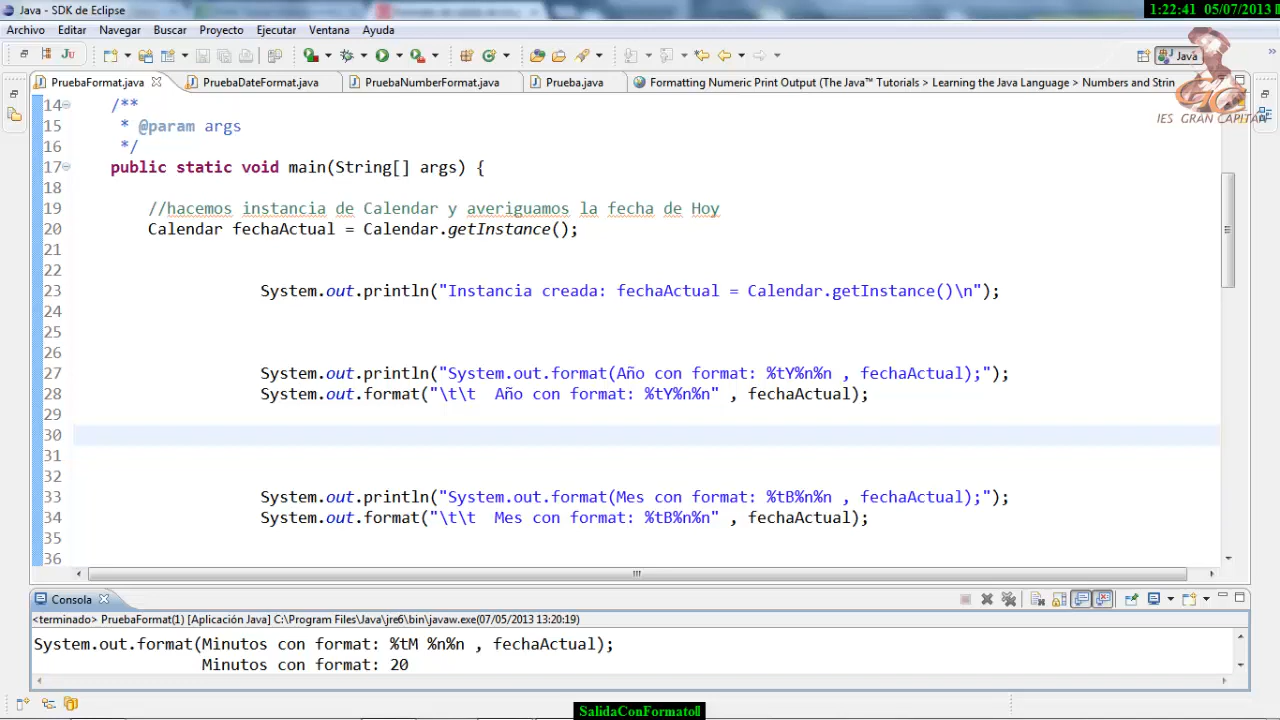 Java - SDK de Eclipse
1:22:41 05/07/2013
Archivo Editar Navegar Buscar Proyecto Ejecutar Ventana Ayuda
Java
PruebaFormat.java PruebaDateFormat.java PruebaNumberFormat.java Prueba.java Formatting Numeric Print Output (The Java™ Tutorials > Learning the Java Language > Numbers and Strin
IES GRAN CAPITAN
14 /**
15 * @param args
16 */
17 public static void main(String[] args) {
18
19 //hacemos instancia de Calendar y averiguamos la fecha de Hoy
20 Calendar fechaActual = Calendar.getInstance();
21
22
23 System.out.println("Instancia creada: fechaActual = Calendar.getInstance()\n");
24
25
26
27 System.out.println("System.out.format(Año con format: %tY%n%n , fechaActual);");
28 System.out.format("\t\t Año con format: %tY%n%n" , fechaActual);
29
30
31
32
33 System.out.println("System.out.format(Mes con format: %tB%n%n , fechaActual);");
34 System.out.format("\t\t Mes con format: %tB%n%n" , fechaActual);
35
36
Consola
<terminado> PruebaFormat(1) [Aplicación Java] C:\Program Files\Java\jre6\bin\javaw.exe(07/05/2013 13:20:19)
System.out.format(Minutos con format: %tM %n%n , fechaActual);
Minutos con format: 20
SalidaConFormato